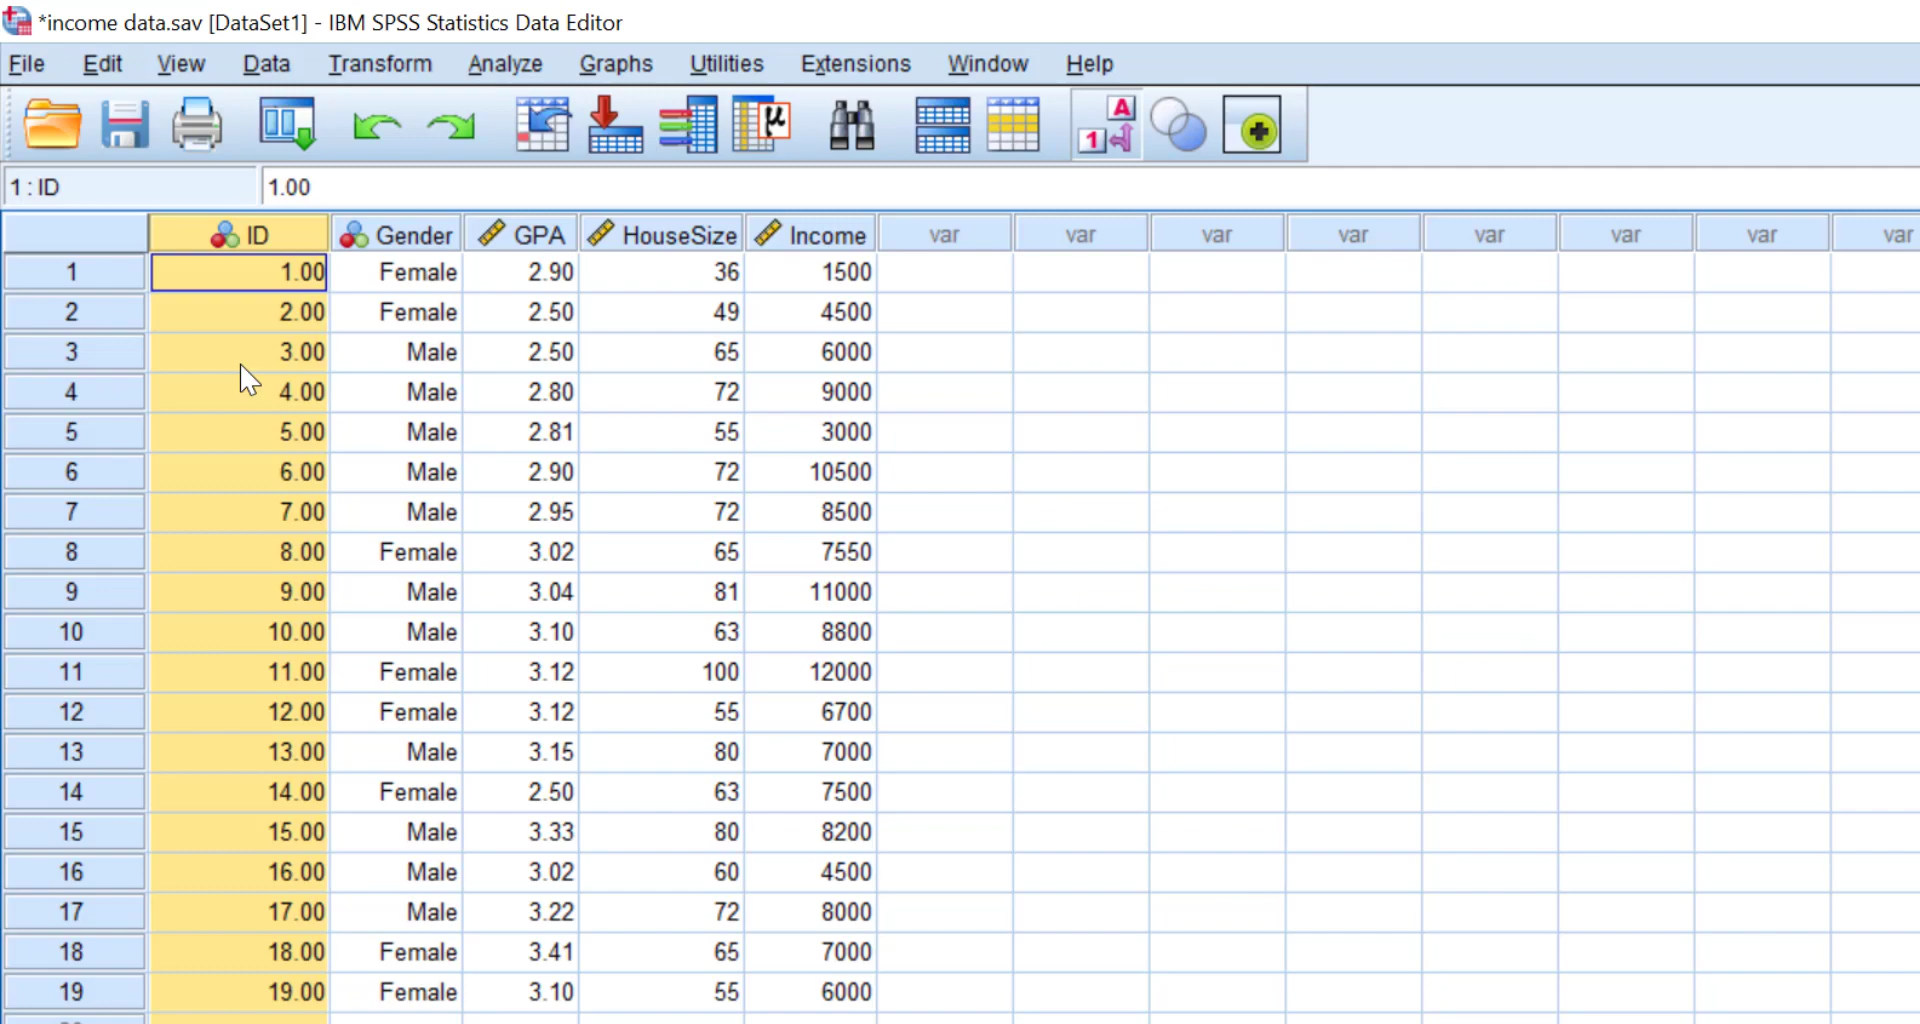 *income data.sav [DataSet1] - IBM SPSS Statistics Data Editor
File Edit View Data Transform Analyze Graphs Utilities Extensions Window Help
μ A 1
1 : ID 1.00
ID Gender GPA HouseSize Income var var var var var var var var
1 1.00 Female 2.90 36 1500
2 2.00 Female 2.50 49 4500
3 3.00 Male 2.50 65 6000
4 4.00 Male 2.80 72 9000
5 5.00 Male 2.81 55 3000
6 6.00 Male 2.90 72 10500
7 7.00 Male 2.95 72 8500
8 8.00 Female 3.02 65 7550
9 9.00 Male 3.04 81 11000
10 10.00 Male 3.10 63 8800
11 11.00 Female 3.12 100 12000
12 12.00 Female 3.12 55 6700
13 13.00 Male 3.15 80 7000
14 14.00 Female 2.50 63 7500
15 15.00 Male 3.33 80 8200
16 16.00 Male 3.02 60 4500
17 17.00 Male 3.22 72 8000
18 18.00 Female 3.41 65 7000
19 19.00 Female 3.10 55 6000